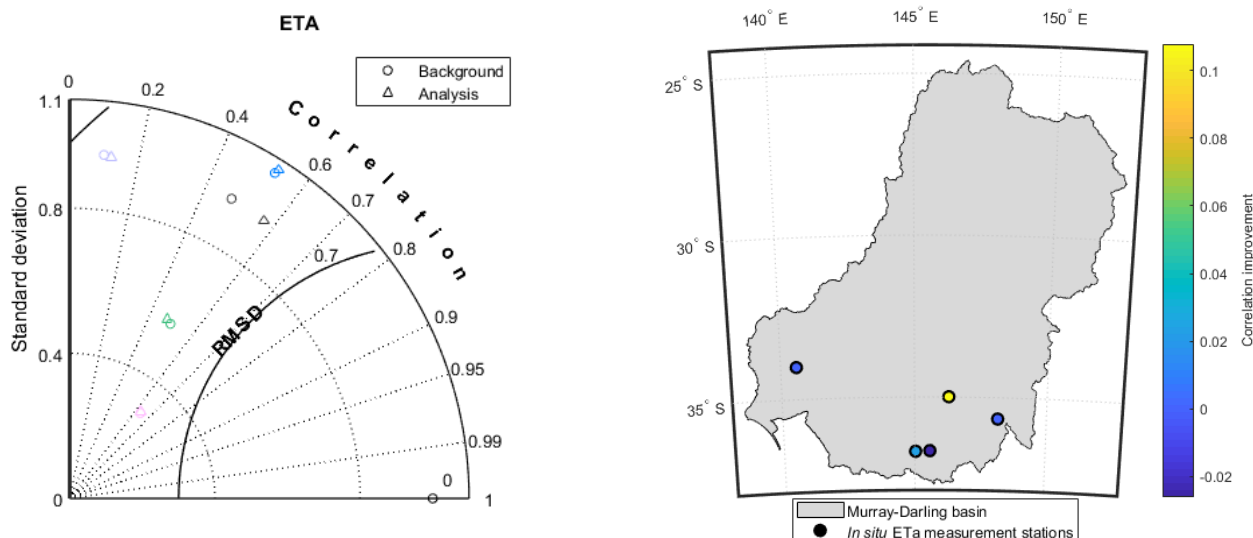 ETA
Background
Analysis
Correlation
Standard deviation
1.1
0.8
0.4
0
0
0.2
0.4
0.6
0.7
0.8
0.9
0.95
0.99
1
0.7
RMSD
0
140° E
145° E
150° E
25° S
30° S
35° S
0.1
0.08
0.06
0.04
0.02
0
-0.02
Correlation improvement
Murray-Darling basin
In situ ETa measurement stations